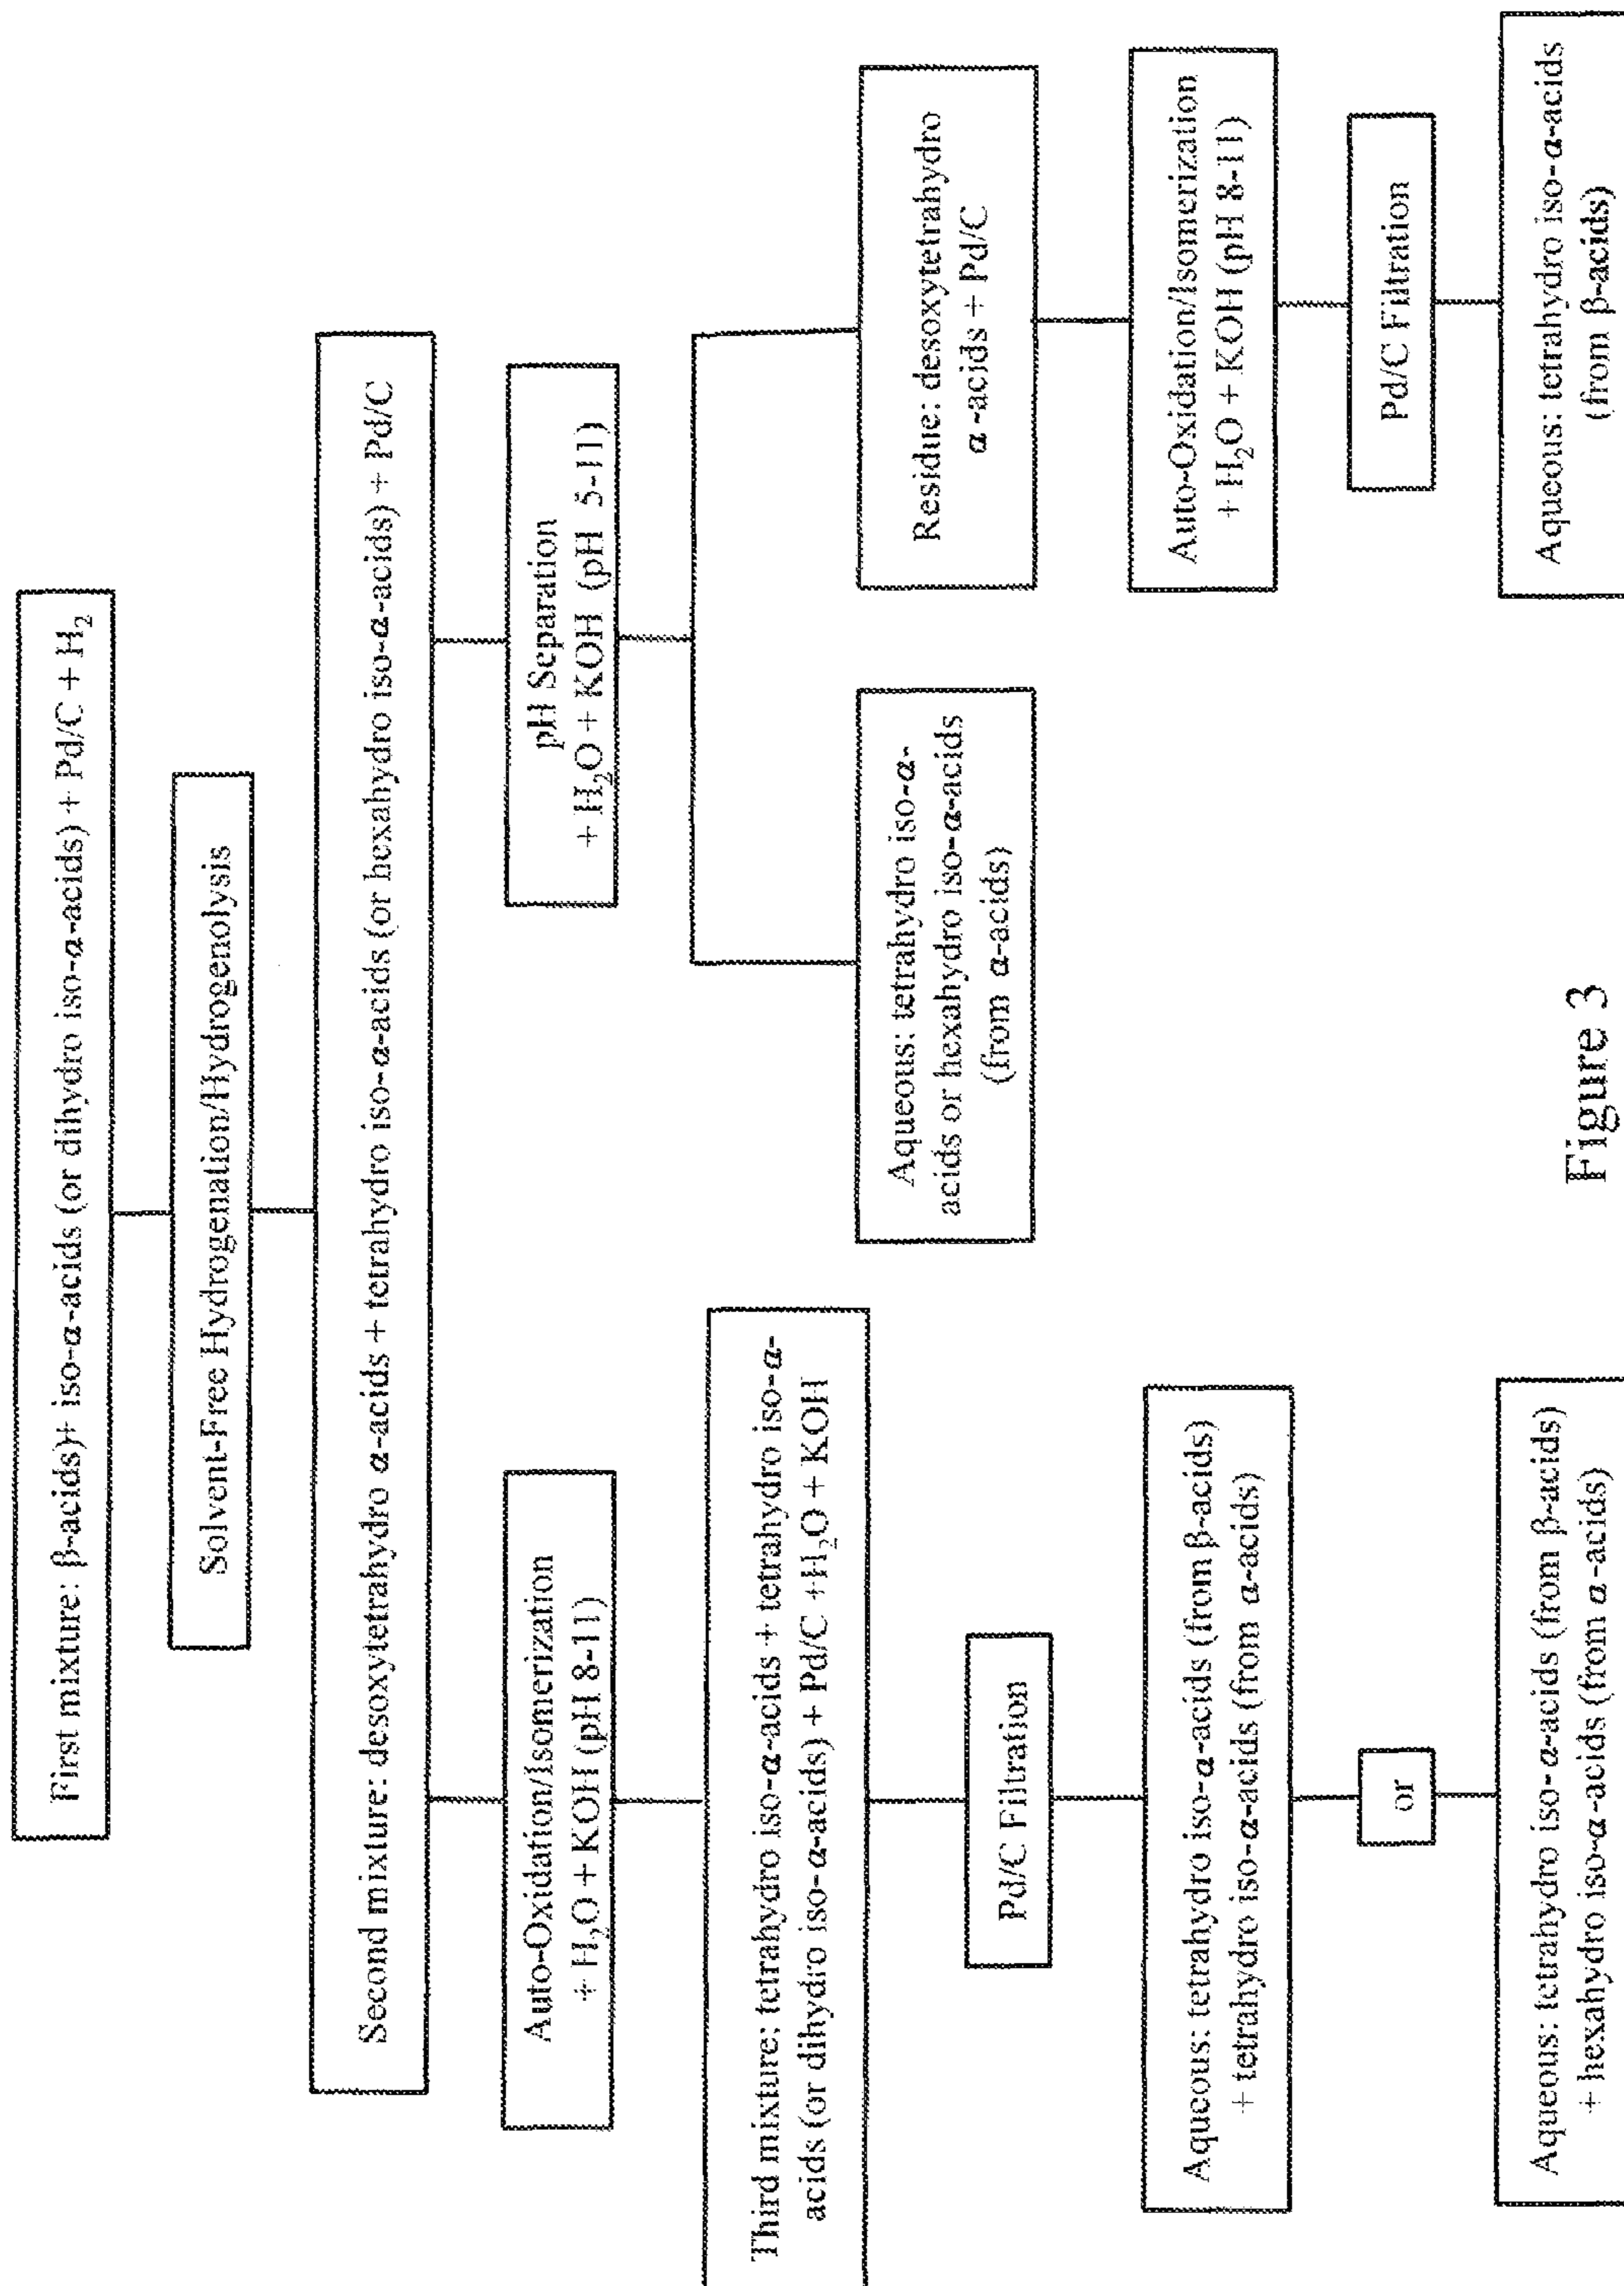 First mixture: β-acids)+ iso-α-acids (or dihydro iso-α-acids) + Pd/C + H₂
Solvent-Free Hydrogenation/Hydrogenolysis
Second mixture: desoxytetrahydro α-acids + tetrahydro iso-α-acids (or hexahydro iso-α-acids) + Pd/C
Auto-Oxidation/Isomerization
+ H₂O + KOH (pH 8-11)
Third mixture: tetrahydro iso-α-acids + tetrahydro iso-α-
acids (or dihydro iso-α-acids) + Pd/C +H₂O + KOH
Pd/C Filtration
Aqueous: tetrahydro iso-α-acids (from β-acids)
+ tetrahydro iso-α-acids (from α-acids)
or
Aqueous: tetrahydro iso-α-acids (from β-acids)
+ hexahydro iso-α-acids (from α-acids)
pH Separation
+ H₂O + KOH (pH 5-11)
Aqueous: tetrahydro iso-α-
acids or hexahydro iso-α-acids
(from α-acids)
Residue: desoxytetrahydro
α-acids + Pd/C
Auto-Oxidation/Isomerization
+ H₂O + KOH (pH 8-11)
Pd/C Filtration
Aqueous: tetrahydro iso-α-acids
(from β-acids)
Figure 3